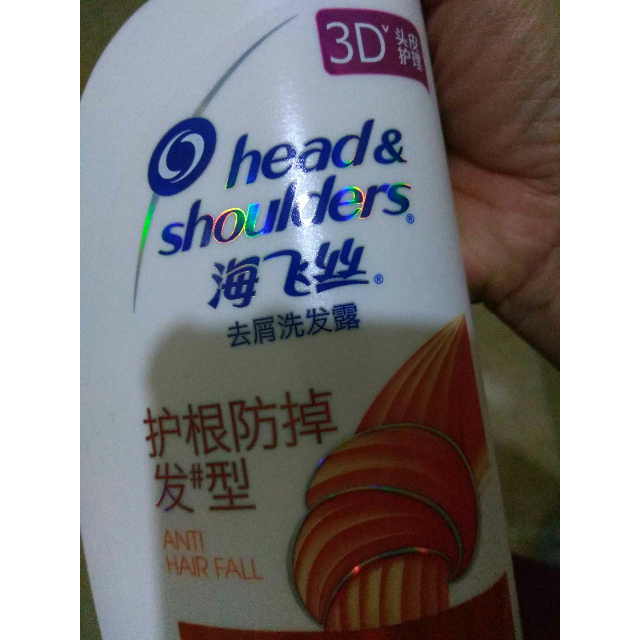 3Dˇ 头皮
护理
head &
shoulders®
海飞丝®
去屑洗发露
护根防掉
发#型
ANTI
HAIR FALL